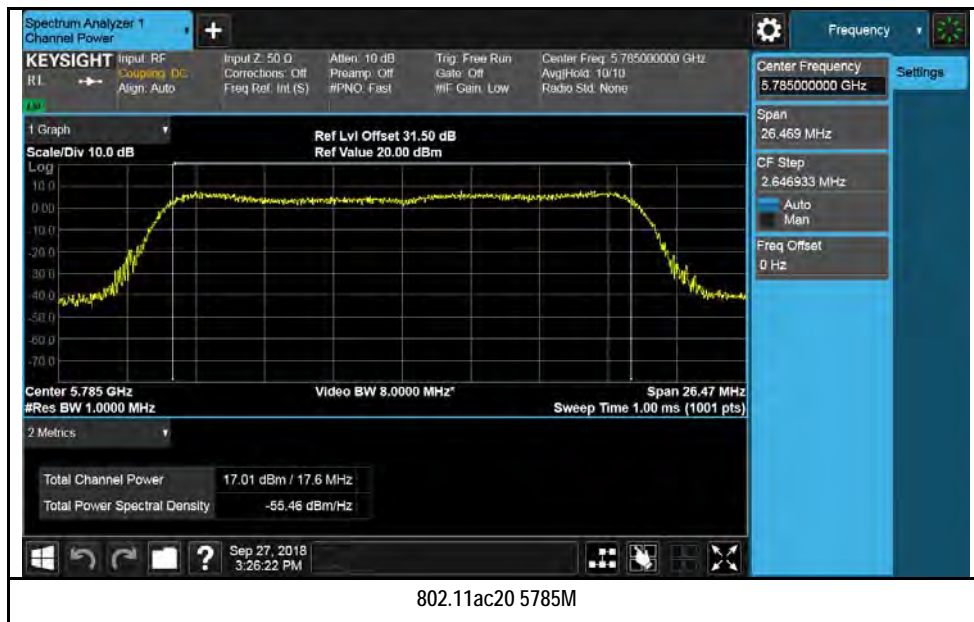 Spectrum Analyzer 1
Channel Power
+
Frequency
KEYSIGHT
RL
Input: RF
Coupling: DC
Align: Auto
Input Z: 50 Ω
Corrections: Off
Freq Ref: Int (S)
Atten: 10 dB
Preamp: Off
#PNO: Fast
Trig: Free Run
Gate: Off
#IF Gain: Low
Center Freq: 5.785000000 GHz
Avg|Hold: 10/10
Radio Std: None
Center Frequency
5.785000000 GHz
Settings
Span
26.469 MHz
CF Step
2.646933 MHz
Auto
Man
Freq Offset
0 Hz
1 Graph
Scale/Div 10.0 dB
Ref Lvl Offset 31.50 dB
Ref Value 20.00 dBm
Log
10.0
0.00
-10.0
-20.0
-30.0
-40.0
-50.0
-60.0
-70.0
Center 5.785 GHz
#Res BW 1.0000 MHz
Video BW 8.0000 MHz*
Span 26.47 MHz
Sweep Time 1.00 ms (1001 pts)
2 Metrics
Total Channel Power 17.01 dBm / 17.6 MHz
Total Power Spectral Density -55.46 dBm/Hz
?
Sep 27, 2018
3:26:22 PM
802.11ac20 5785M